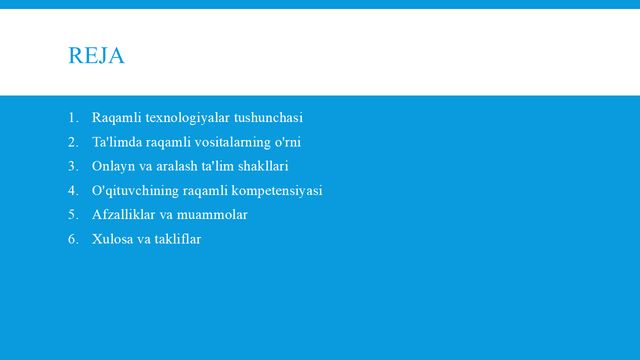 REJA
1. Raqamli texnologiyalar tushunchasi
2. Ta'limda raqamli vositalarning o'rni
3. Onlayn va aralash ta'lim shakllari
4. O'qituvchining raqamli kompetensiyasi
5. Afzalliklar va muammolar
6. Xulosa va takliflar